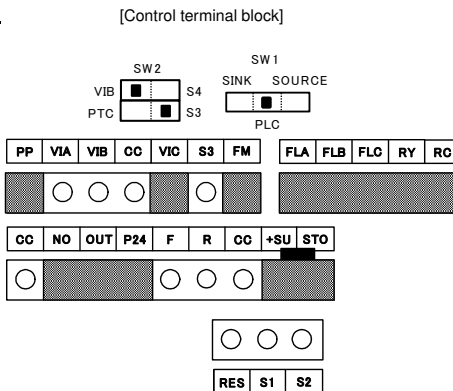 [Control terminal block]
SW2
VIB S4
PTC S3
SW1
SINK SOURCE
PLC
PP VIA VIB CC VIC S3 FM FLA FLB FLC RY RC
CC NO OUT P24 F R CC +SU STO
RES S1 S2